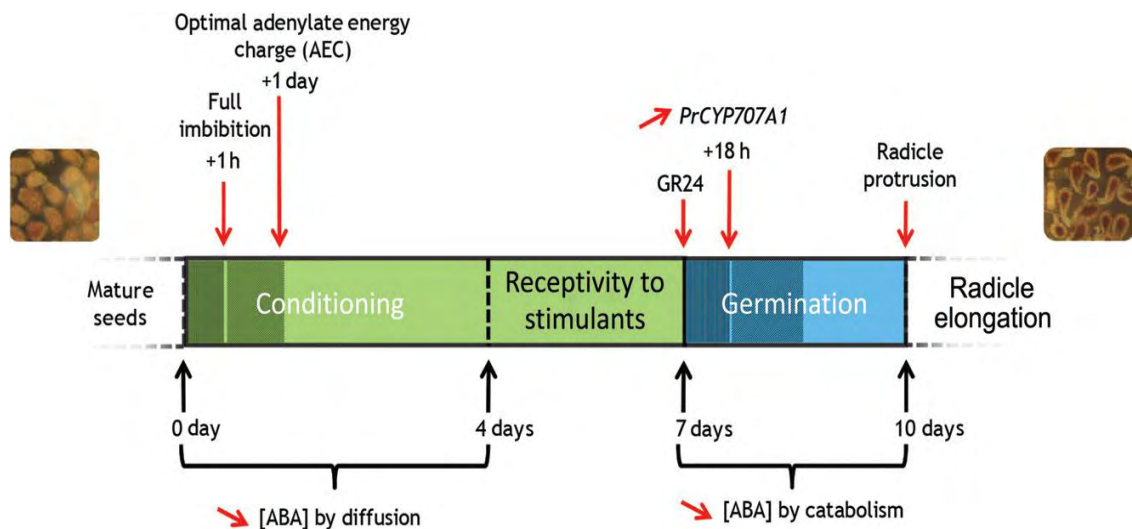 Optimal adenylate energy
charge (AEC)
+1 day
Full
imbibition
+1 h
PrCYP707A1
+18 h
GR24
Radicle
protrusion
Mature
seeds
Conditioning
Receptivity to
stimulants
Germination
Radicle
elongation
0 day
4 days
7 days
10 days
[ABA] by diffusion
[ABA] by catabolism